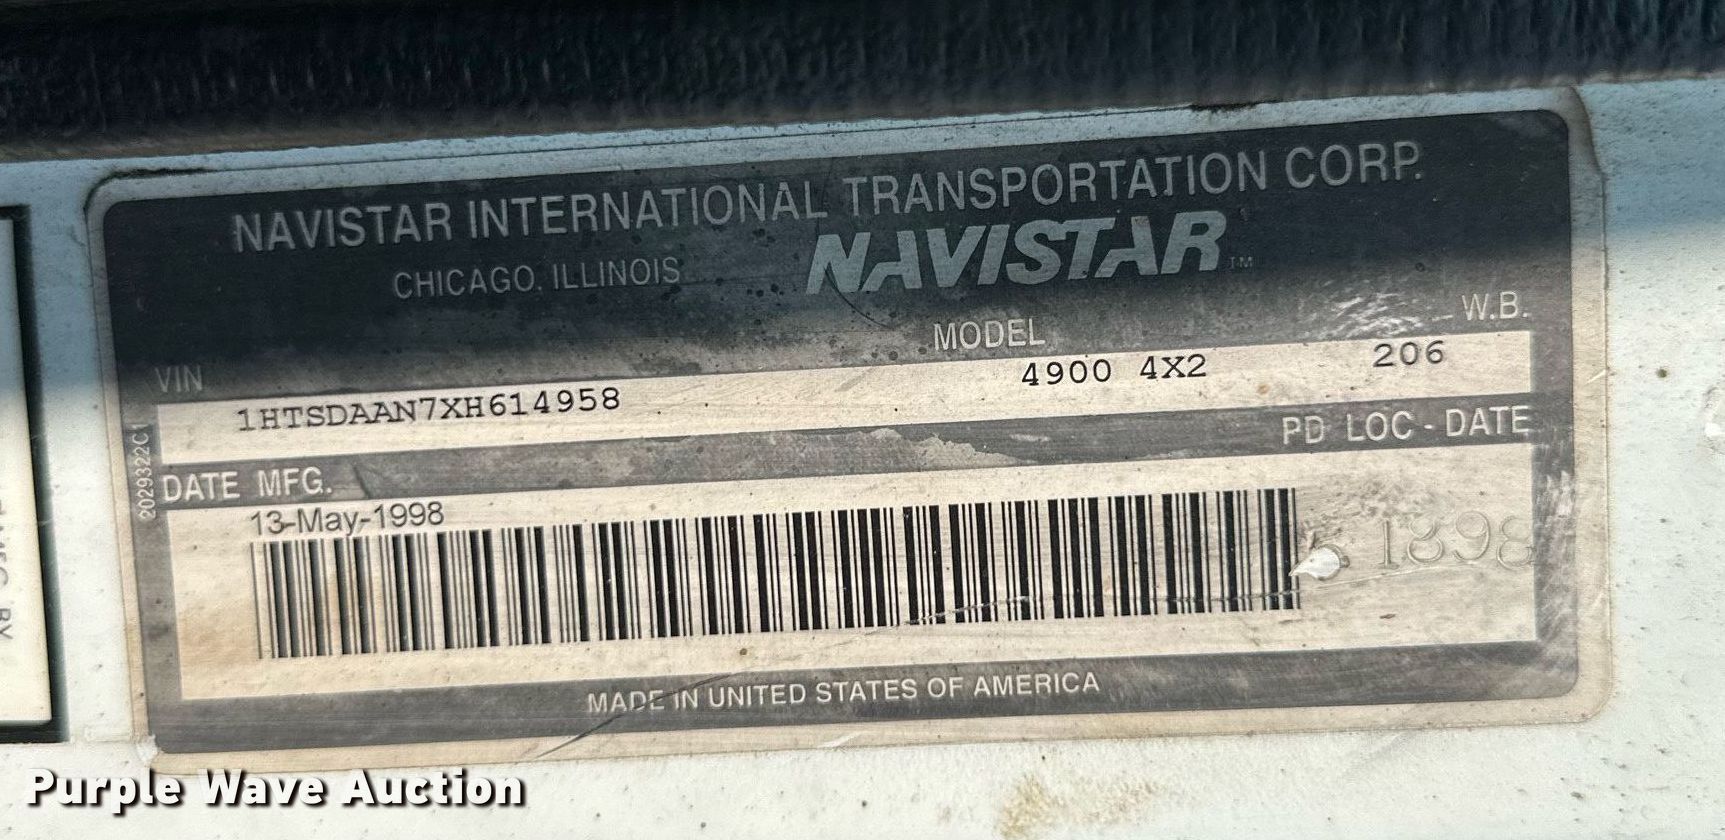 NAVISTAR INTERNATIONAL TRANSPORTATION CORP.
CHICAGO, ILLINOIS NAVISTAR™
VIN MODEL W.B.
1HTSDAAN7XH614958 4900 4X2 206
2029322C1
DATE MFG. PD LOC - DATE
13-May-1998
1898
MADE IN UNITED STATES OF AMERICA
Purple Wave Auction